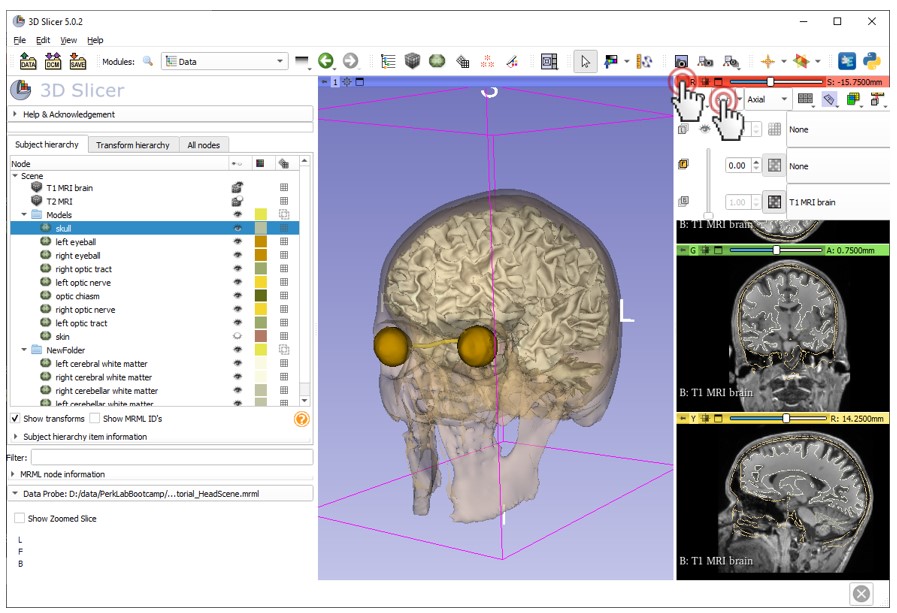 3D Slicer 5.0.2
File Edit View Help
DATA DCM SAVE Modules: Data
3D Slicer
Help & Acknowledgement
Subject hierarchy Transform hierarchy All nodes
Node
Scene
T1 MRI brain
T2 MRI
Models
skull
left eyeball
right eyeball
right optic tract
left optic nerve
optic chiasm
right optic nerve
left optic tract
skin
NewFolder
left cerebral white matter
right cerebral white matter
right cerebellar white matter
left cerebellar white matter
Show transforms Show MRML ID's
Subject hierarchy item information
Filter:
MRML node information
Data Probe: D:/data/PerkLabBootcamp/...torial_HeadScene.mrml
Show Zoomed Slice
L
F
B
1
S
L
I
R S: -15.7500mm
Axial
L None
F 0.00 None
B 1.00 T1 MRI brain
B: T1 MRI brain
G A: 0.7500mm
B: T1 MRI brain
Y R: 14.2500mm
B: T1 MRI brain